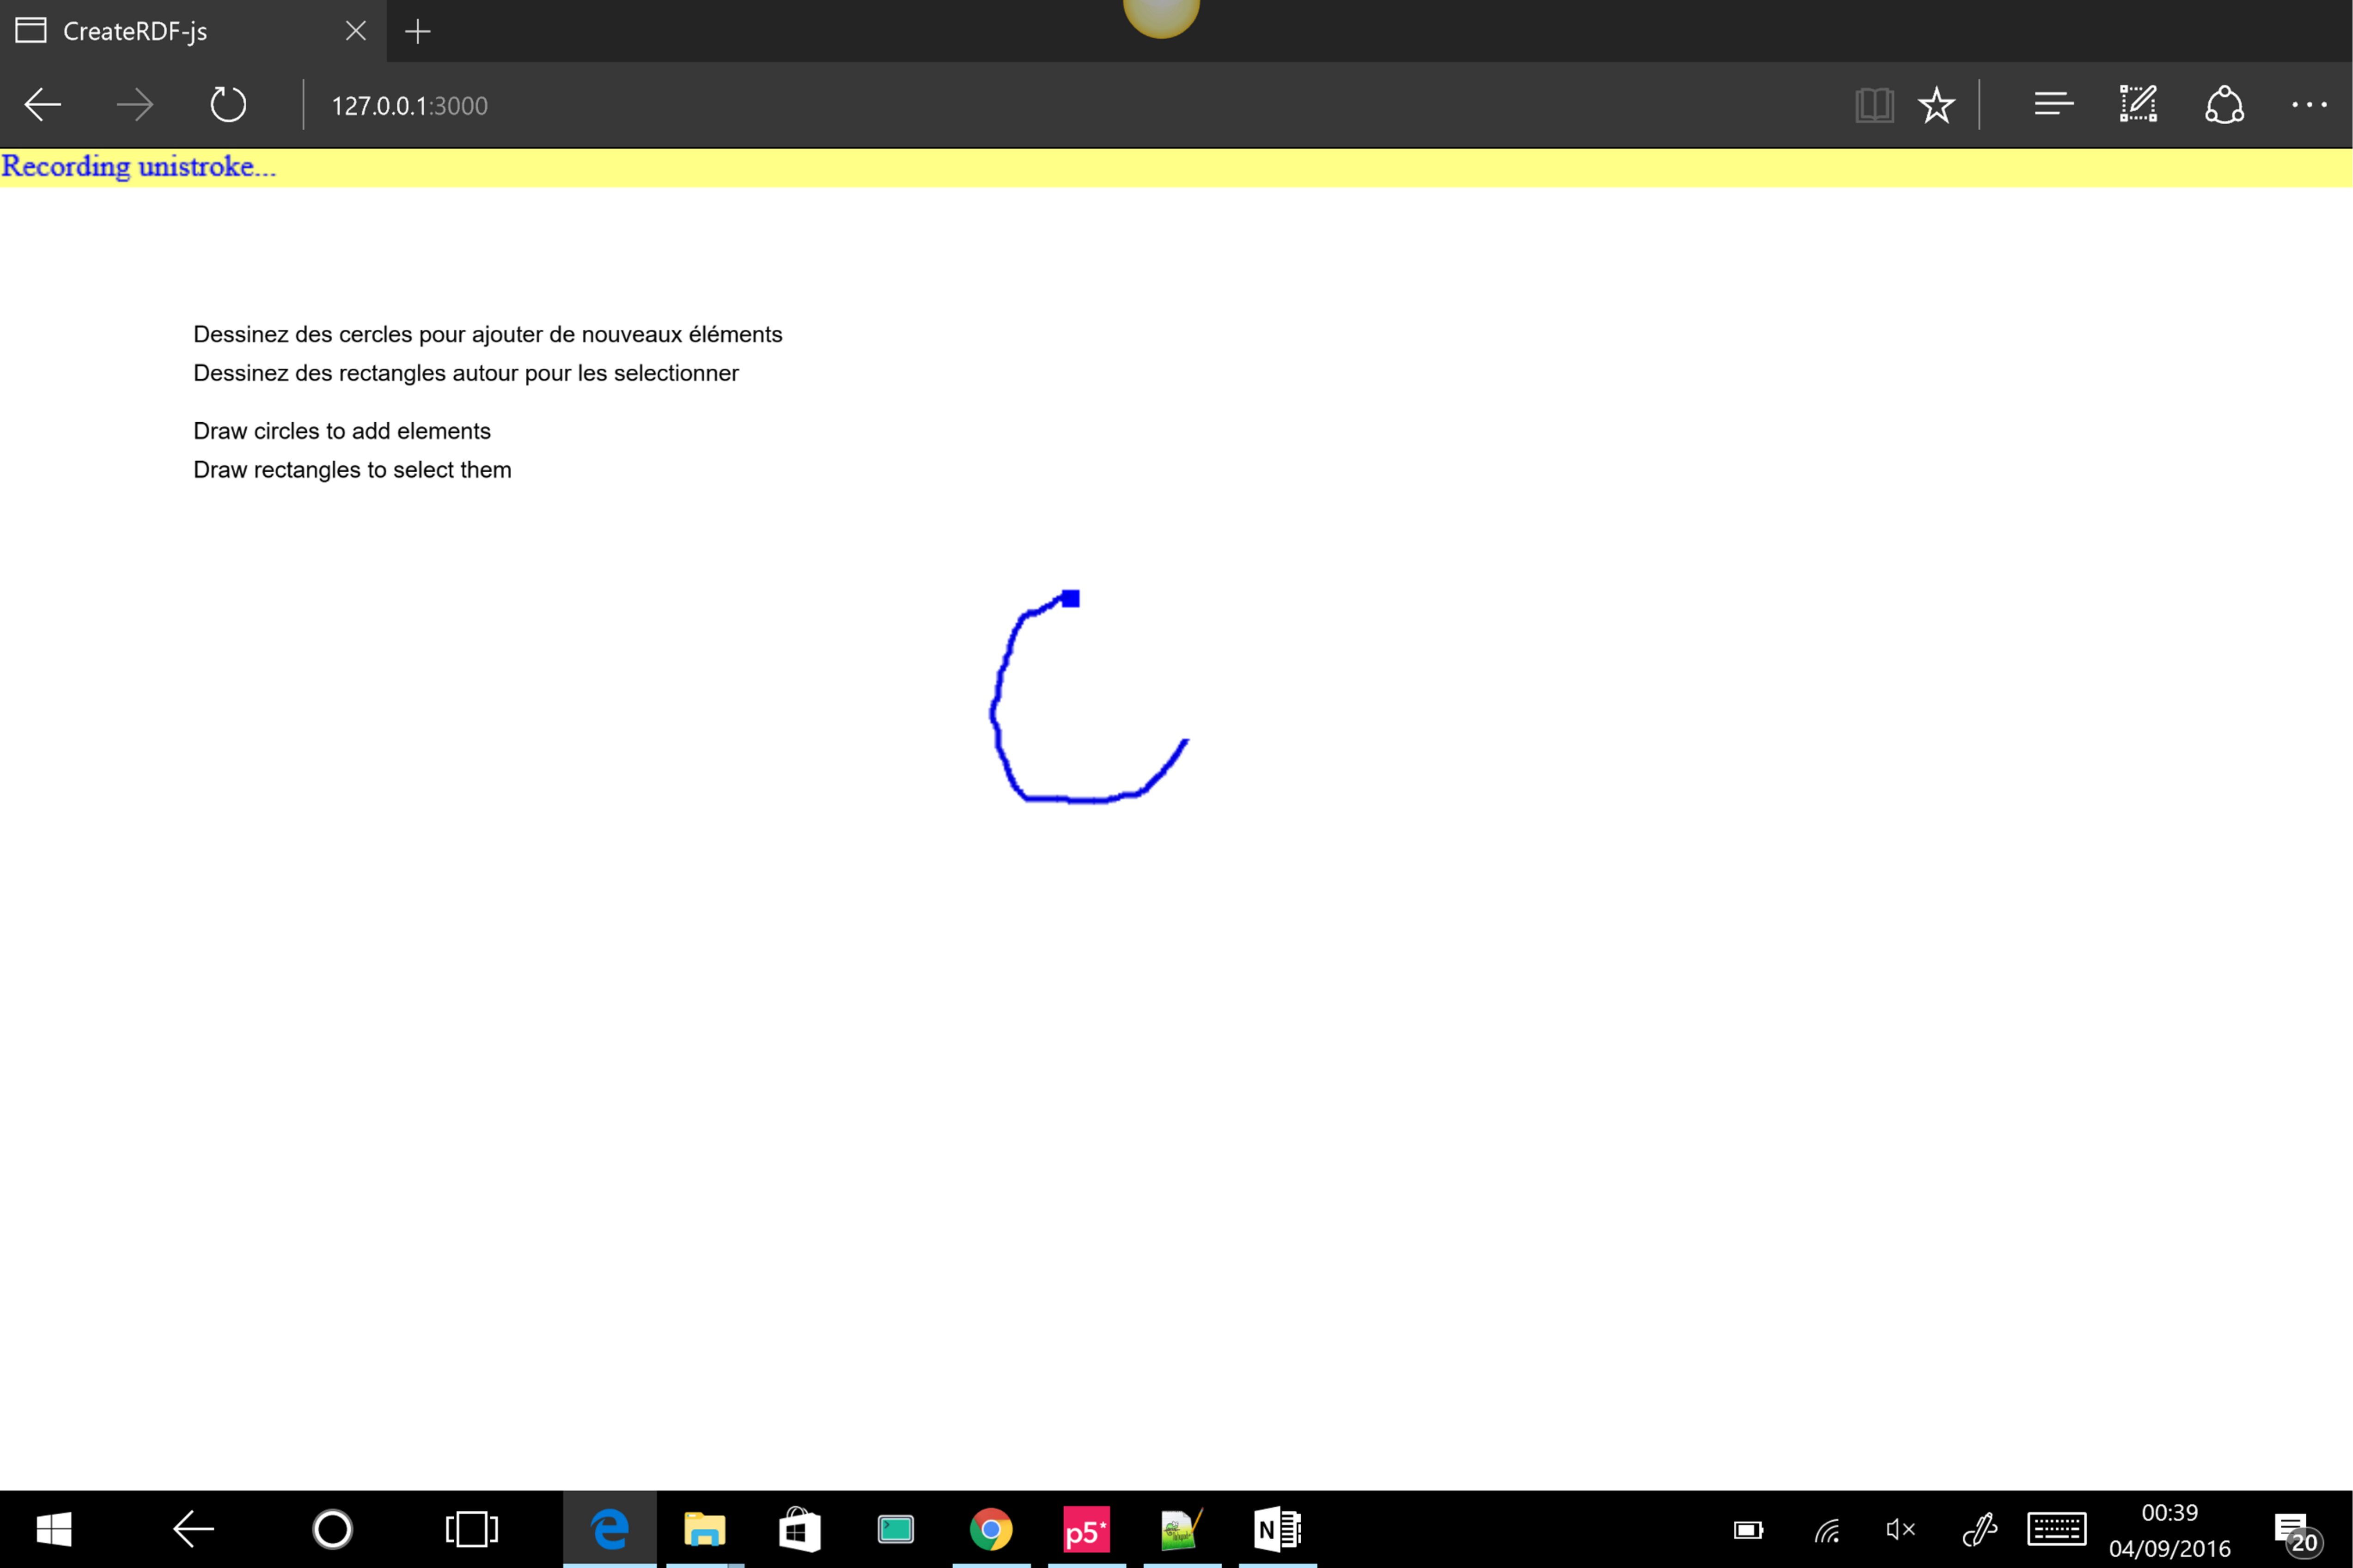 CreateRDF-js
127.0.0.1:3000
Recording unistroke...
Dessinez des cercles pour ajouter de nouveaux éléments
Dessinez des rectangles autour pour les selectionner
Draw circles to add elements
Draw rectangles to select them
p5*
N
00:39
04/09/2016
20